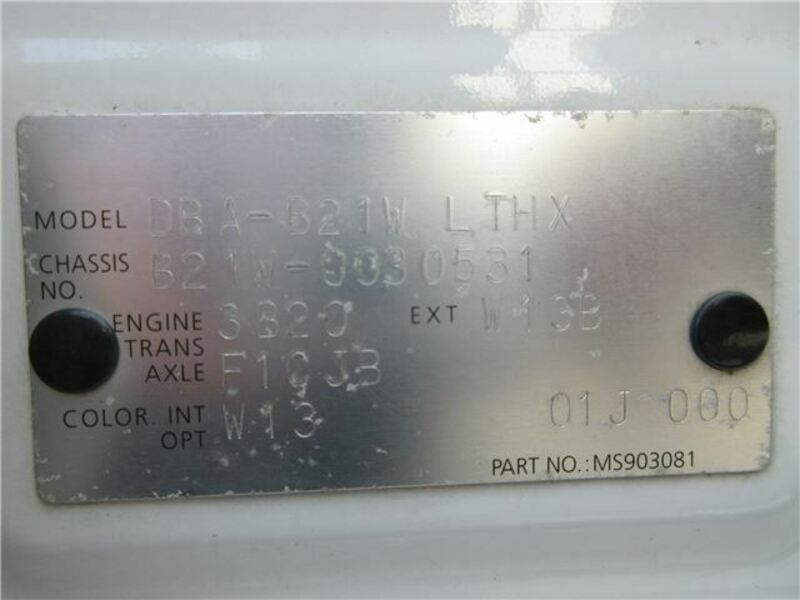 MODEL DBA-B21W LTHX
CHASSIS NO. B21W-9030531
ENGINE 3B20 EXT W13B
TRANS AXLE F1CJB
COLOR. INT OPT W13 01J 000
PART NO.: MS903081